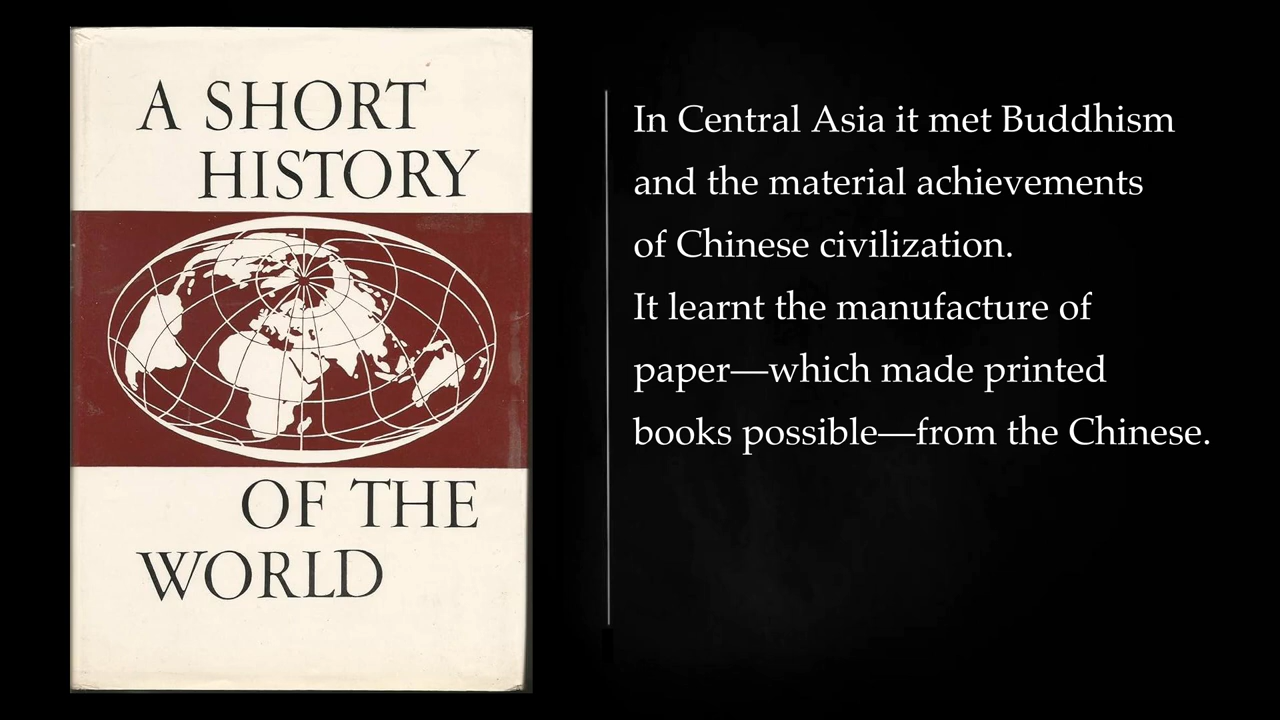 A SHORT
HISTORY
OF THE
WORLD
In Central Asia it met Buddhism
and the material achievements
of Chinese civilization.
It learnt the manufacture of
paper—which made printed
books possible—from the Chinese.